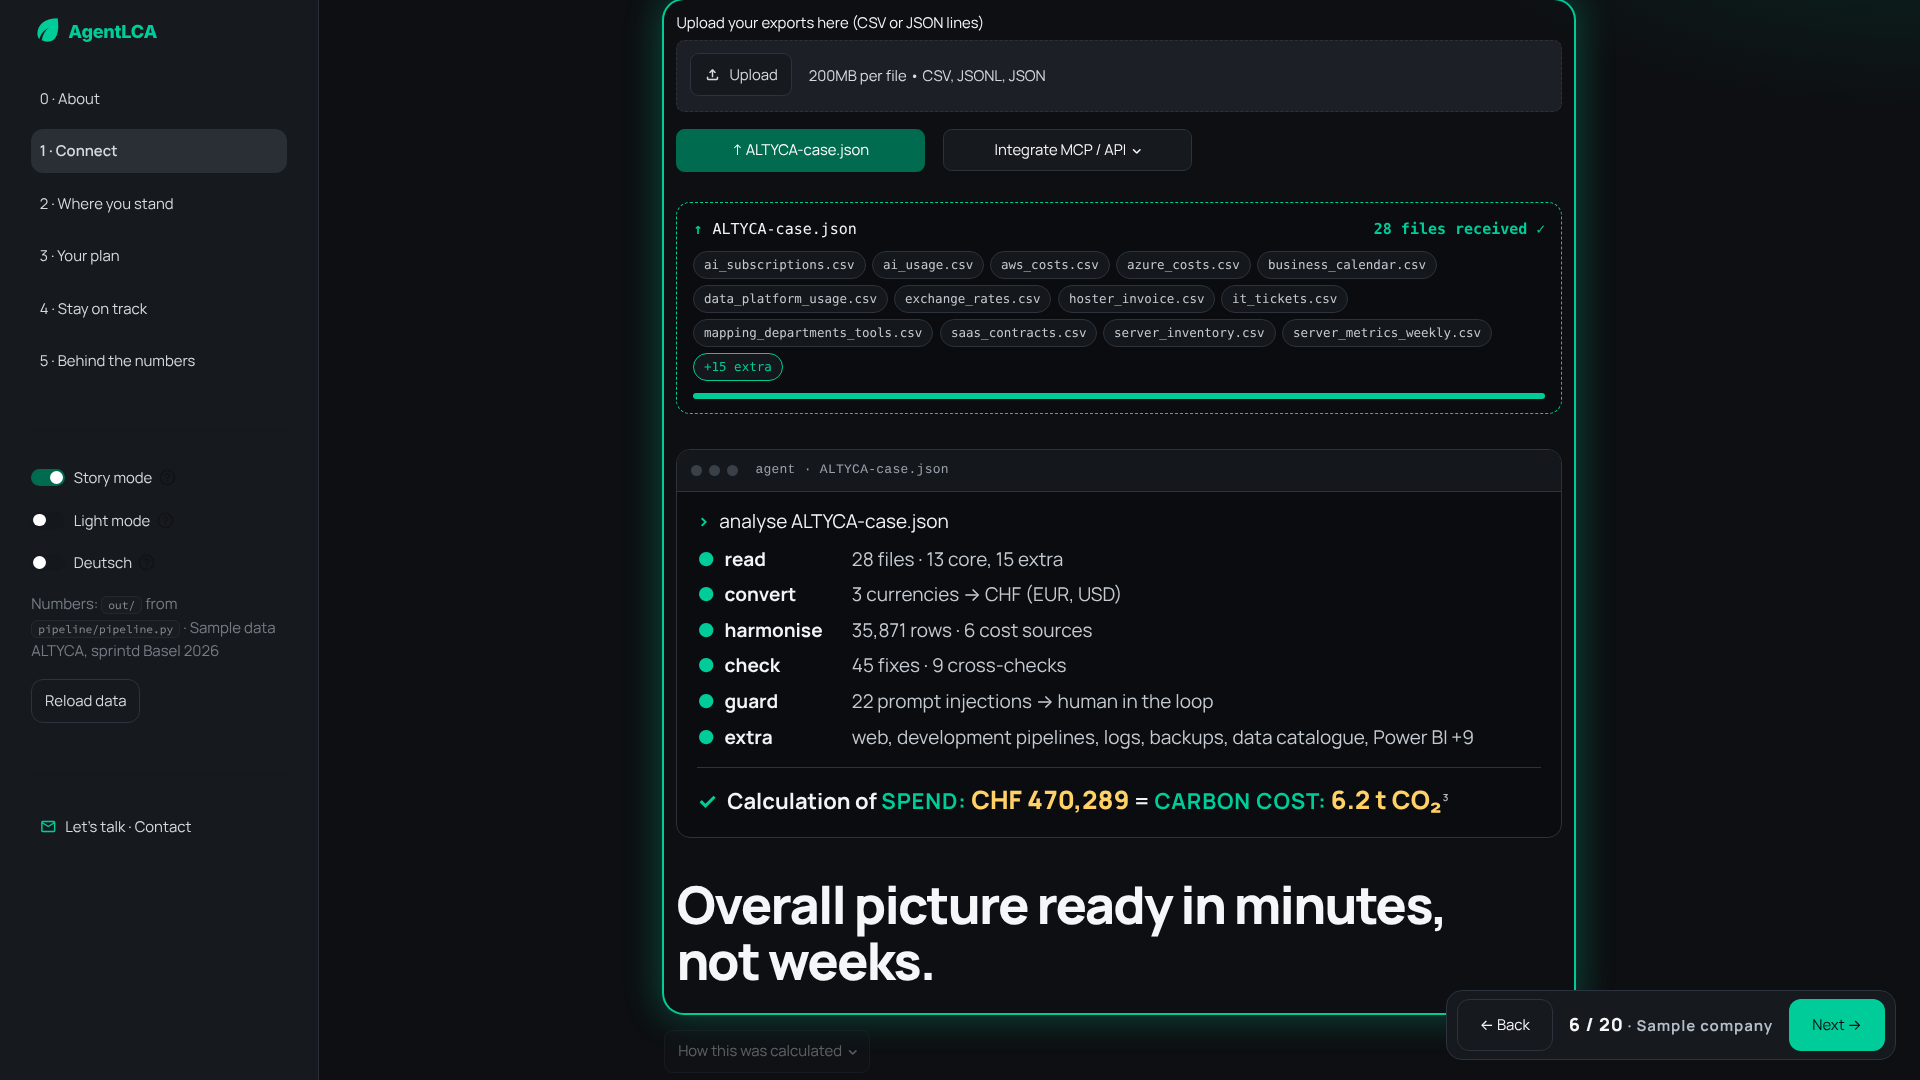 AgentLCA
0 · About
1 · Connect
2 · Where you stand
3 · Your plan
4 · Stay on track
5 · Behind the numbers
Story mode
Light mode
Deutsch
Numbers: out/ from
pipeline/pipeline.py · Sample data
ALTYCA, sprintd Basel 2026
Reload data
Let's talk · Contact
Upload your exports here (CSV or JSON lines)
Upload 200MB per file • CSV, JSONL, JSON
↑ ALTYCA-case.json
Integrate MCP / API
↑ ALTYCA-case.json 28 files received ✓
ai_subscriptions.csv ai_usage.csv aws_costs.csv azure_costs.csv business_calendar.csv
data_platform_usage.csv exchange_rates.csv hoster_invoice.csv it_tickets.csv
mapping_departments_tools.csv saas_contracts.csv server_inventory.csv server_metrics_weekly.csv
+15 extra
agent · ALTYCA-case.json
› analyse ALTYCA-case.json
read 28 files · 13 core, 15 extra
convert 3 currencies → CHF (EUR, USD)
harmonise 35,871 rows · 6 cost sources
check 45 fixes · 9 cross-checks
guard 22 prompt injections → human in the loop
extra web, development pipelines, logs, backups, data catalogue, Power BI +9
✓ Calculation of SPEND: CHF 470,289 = CARBON COST: 6.2 t CO₂³
Overall picture ready in minutes,
not weeks.
How this was calculated
← Back 6 / 20 · Sample company Next →